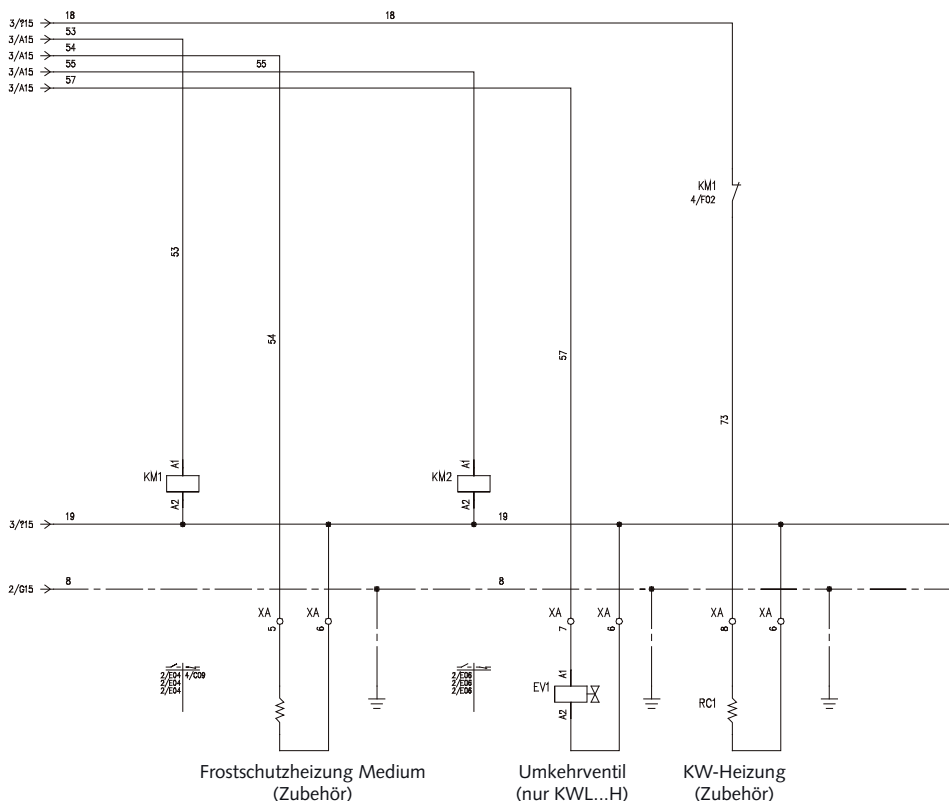 18 18
3/?15
53
3/A15
54
3/A15
55 55
3/A15
57
3/A15
KM1
4/F02
53
54
57
73
A1 A1
KM1 KM2
A2 A2
19 19
3/?15
8 8
2/G15
XA XA XA XA XA XA
5 6 7 6 8 6
2/E04 4/C09 2/E06
2/E04 2/E06
2/E04 2/E06
A1
EV1
A2
RC1
Frostschutzheizung Medium Umkehrventil KW-Heizung
(Zubehör) (nur KWL...H) (Zubehör)